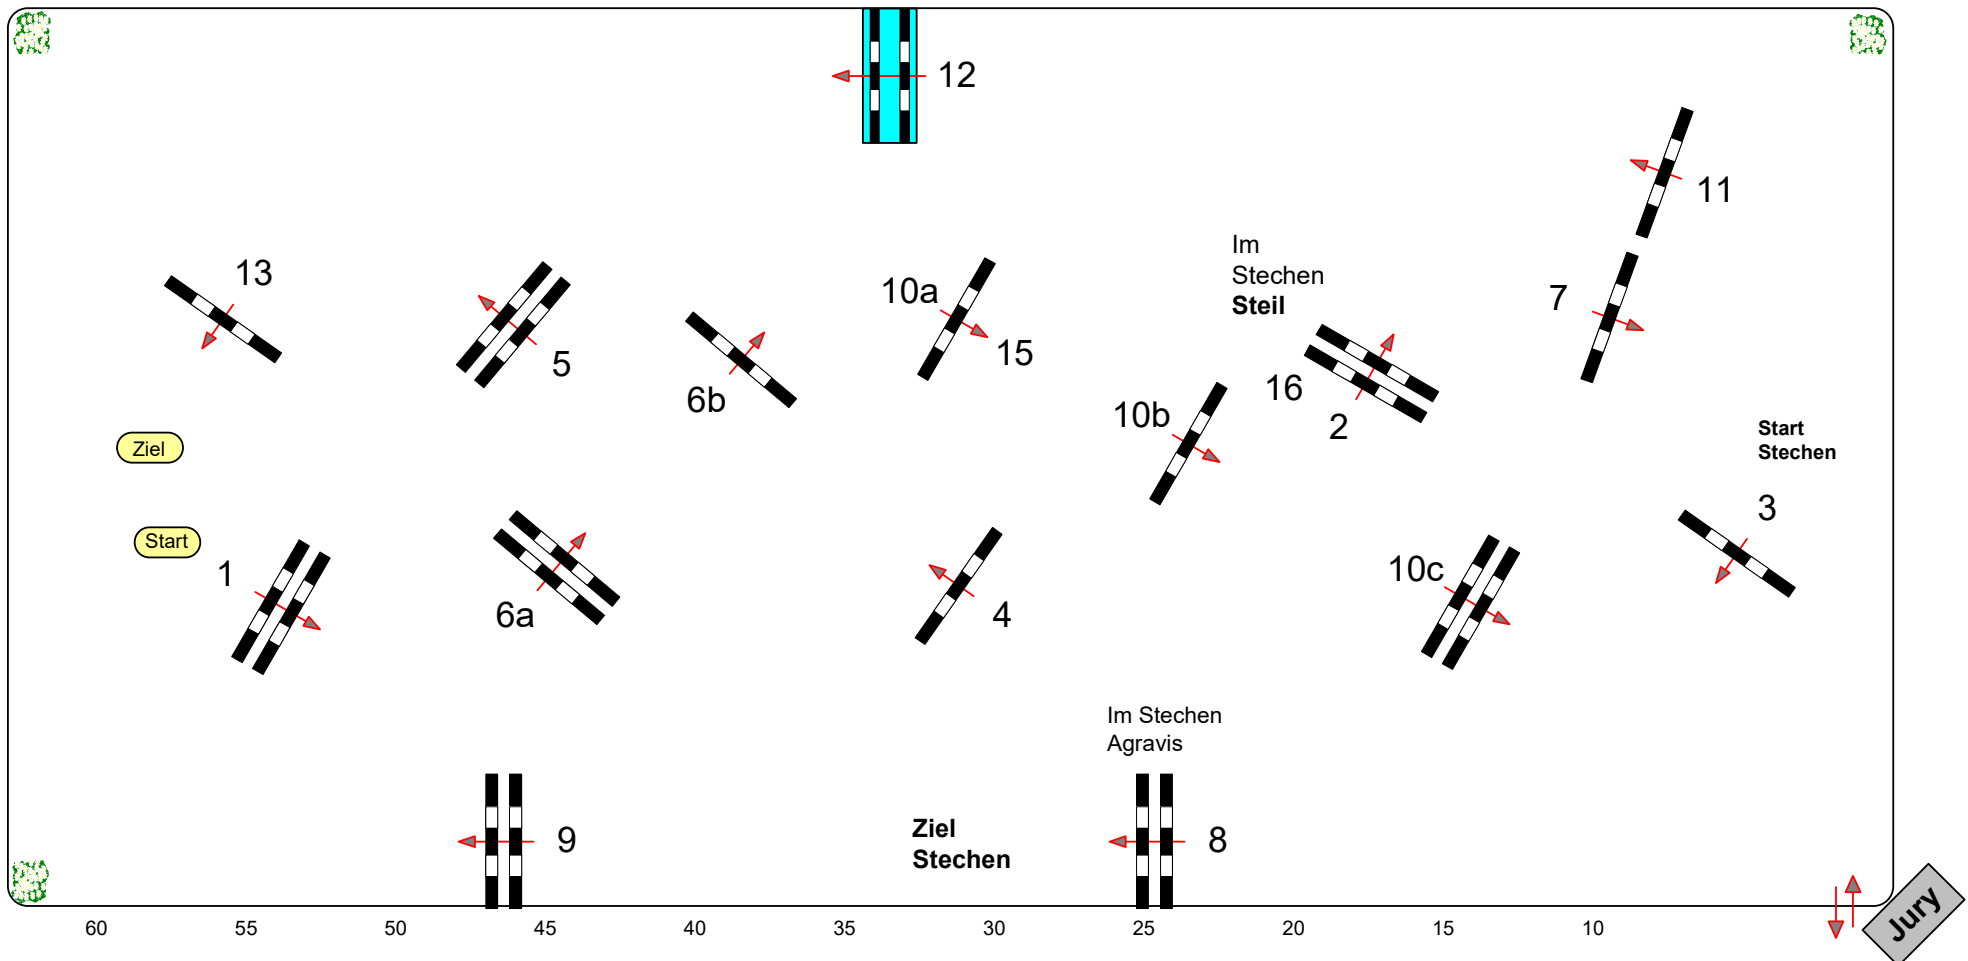 12
11
Im
Stechen
Steil
13
10a
7
15
5
6b
16
2
10b
Ziel
Start
Stechen
3
Start
1
10c
6a
4
Im Stechen
Agravis
9
Ziel
Stechen
8
60 55 50 45 40 35 30 25 20 15 10
Jury